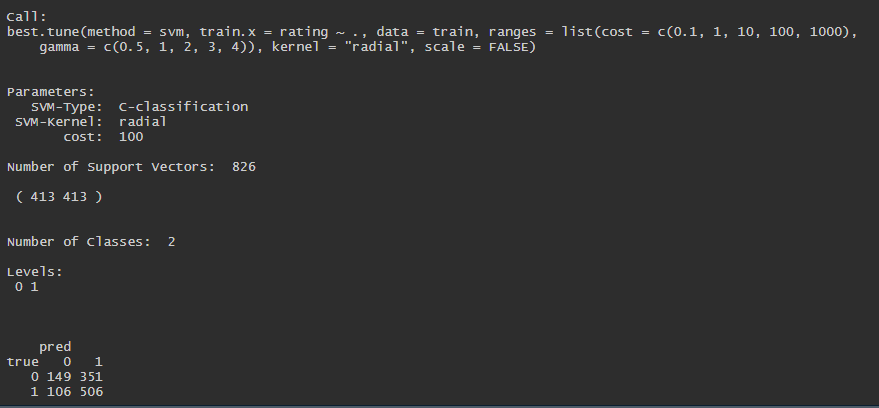 Call:
best.tune(method = svm, train.x = rating ~ ., data = train, ranges = list(cost = c(0.1, 1, 10, 100, 1000),
    gamma = c(0.5, 1, 2, 3, 4)), kernel = "radial", scale = FALSE)
Parameters:
   SVM-Type:  C-classification
 SVM-Kernel:  radial
       cost:  100
Number of Support Vectors:  826
 ( 413 413 )
Number of Classes:  2
Levels:
 0 1
    pred
true   0   1
   0 149 351
   1 106 506